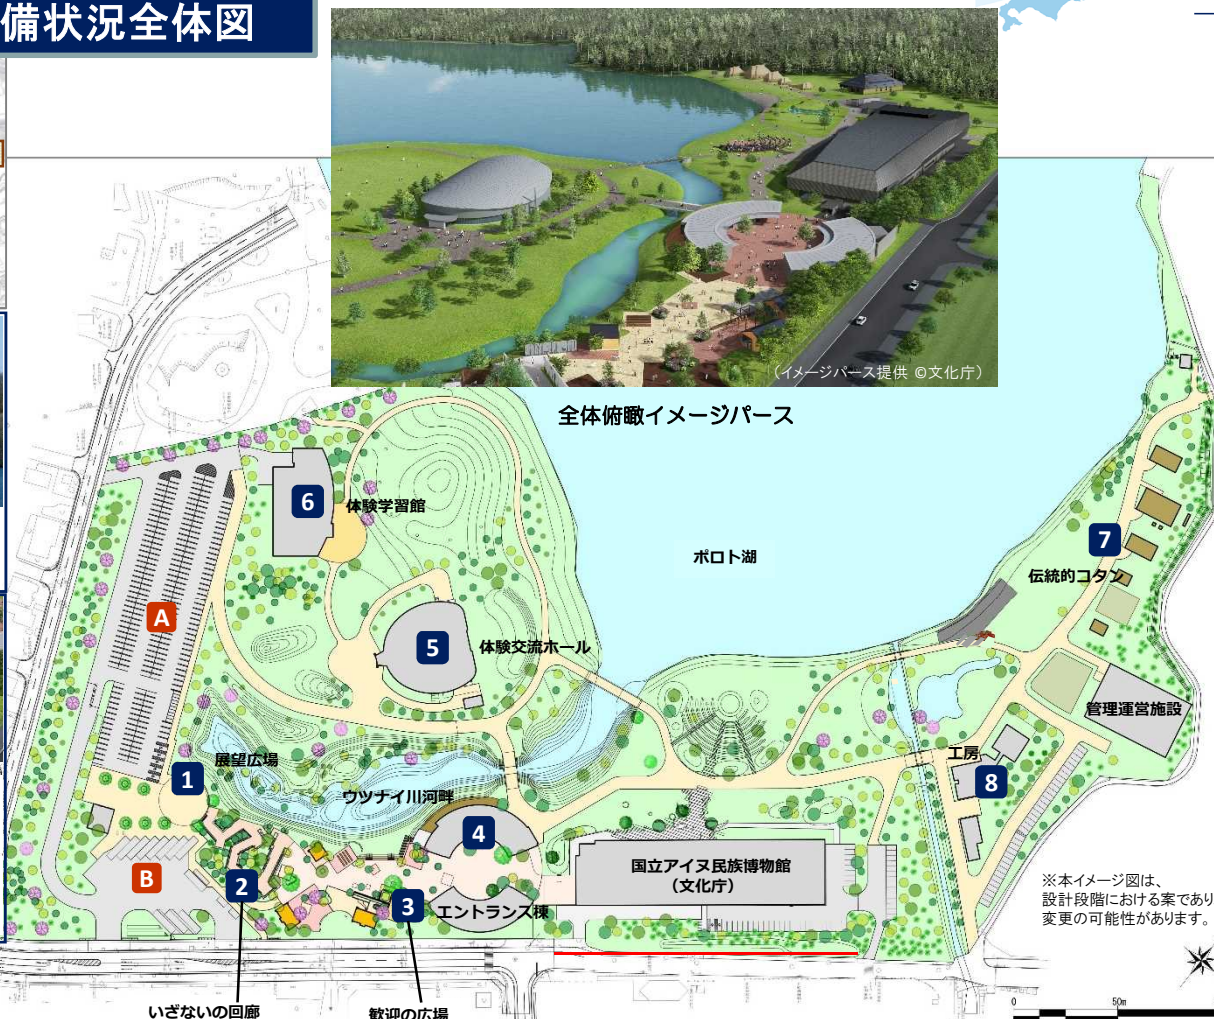 備状況全体図
(イメージパース提供 ©文化庁)
全体俯瞰イメージパース
6
体験学習館
ポロト湖
7
伝統的コタン
A
5
体験交流ホール
管理運営施設
展望広場
工房
1
8
ウツナイ川河畔
4
国立アイヌ民族博物館
(文化庁)
B
2
3
エントランス棟
※本イメージ図は、
設計段階における案であり
変更の可能性があります。
いざないの回廊
歓迎の広場
0
50m